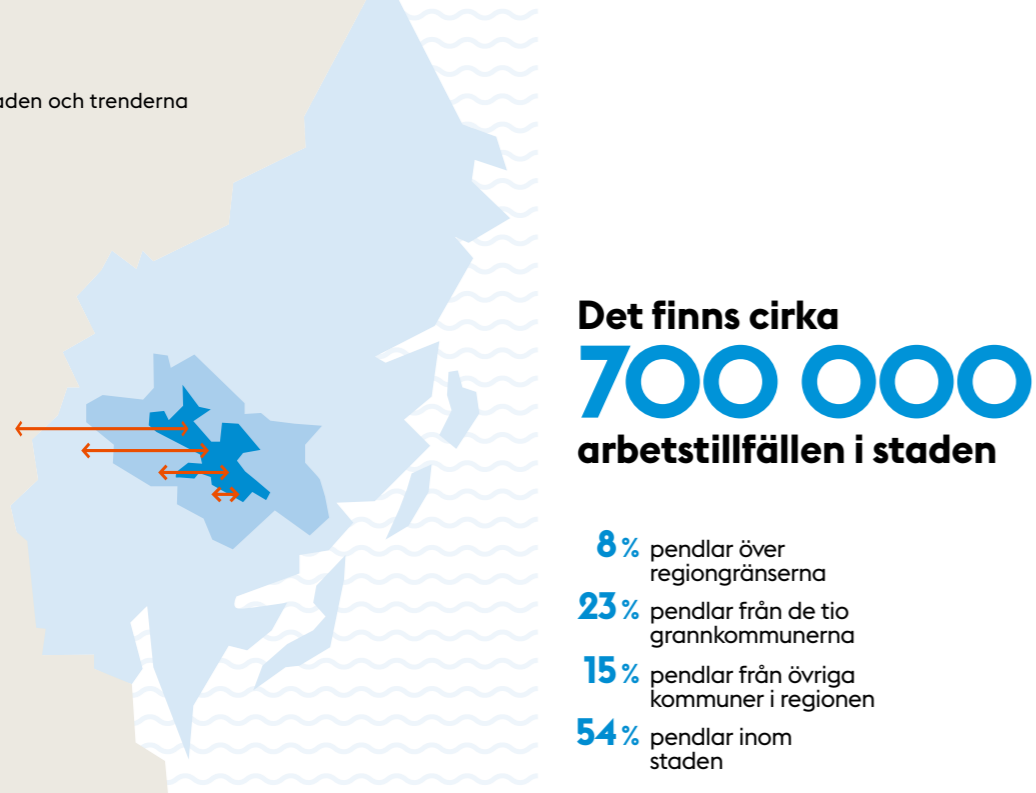 och trenderna
Det finns cirka
700 000
arbetstillfällen i staden
8 % pendlar över
regiongränserna
23 % pendlar från de tio
grannkommunerna
15 % pendlar från övriga
kommuner i regionen
54 % pendlar inom
staden